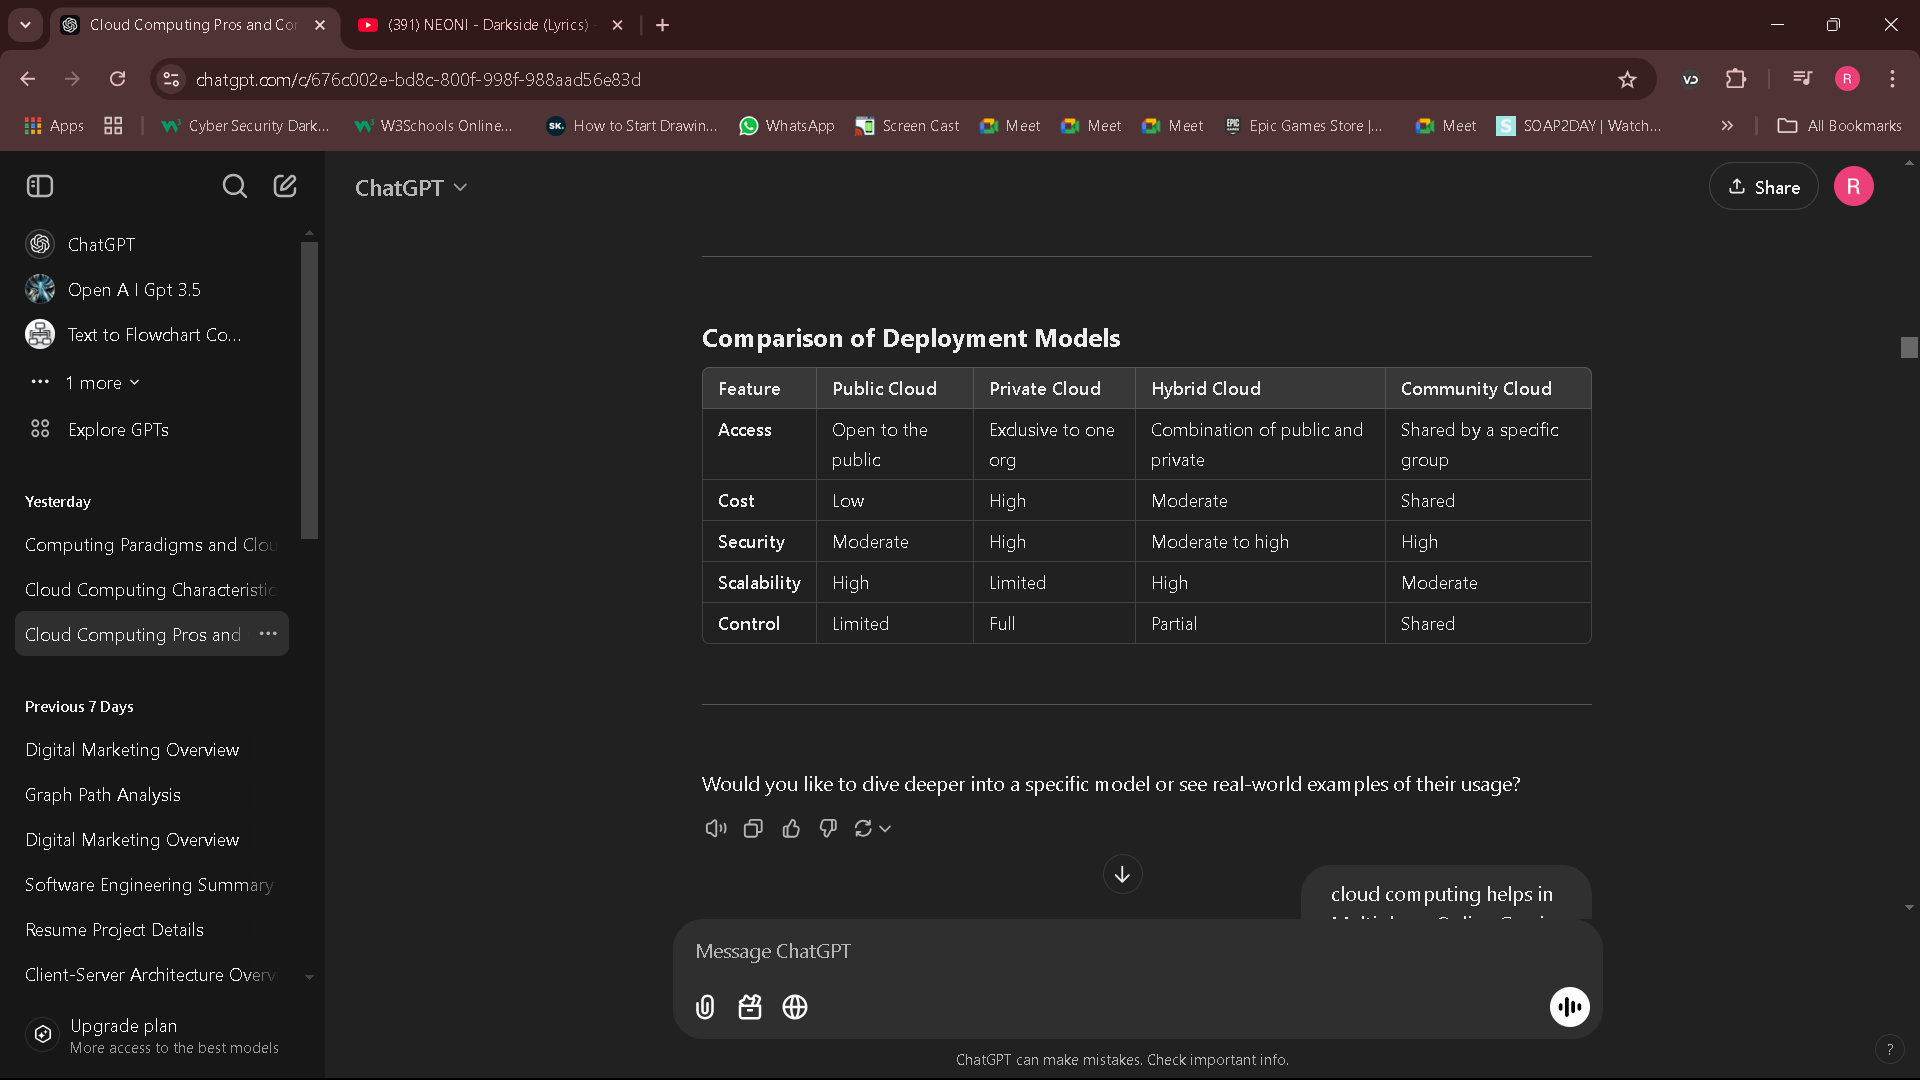 Cloud Computing Pros and Con
(391) NEONI - Darkside (Lyrics)
chatgpt.com/c/676c002e-bd8c-800f-998f-988aad56e83d
R
Apps
Cyber Security Dark...
W3Schools Online...
SK.
How to Start Drawin...
WhatsApp
Screen Cast
Meet
Meet
Meet
Epic Games Store |...
Meet
S
SOAP2DAY | Watch...
All Bookmarks
ChatGPT
Open A I Gpt 3.5
Text to Flowchart Co...
1 more
Explore GPTs
Yesterday
Computing Paradigms and Clou
Cloud Computing Characteristic
Cloud Computing Pros and
Previous 7 Days
Digital Marketing Overview
Graph Path Analysis
Digital Marketing Overview
Software Engineering Summary
Resume Project Details
Client-Server Architecture Overv
Upgrade plan
More access to the best models
ChatGPT
Share
R
Comparison of Deployment Models
Feature Public Cloud Private Cloud Hybrid Cloud Community Cloud
Access Open to the public Exclusive to one org Combination of public and private Shared by a specific group
Cost Low High Moderate Shared
Security Moderate High Moderate to high High
Scalability High Limited High Moderate
Control Limited Full Partial Shared
Would you like to dive deeper into a specific model or see real-world examples of their usage?
cloud computing helps in
Message ChatGPT
ChatGPT can make mistakes. Check important info.
?